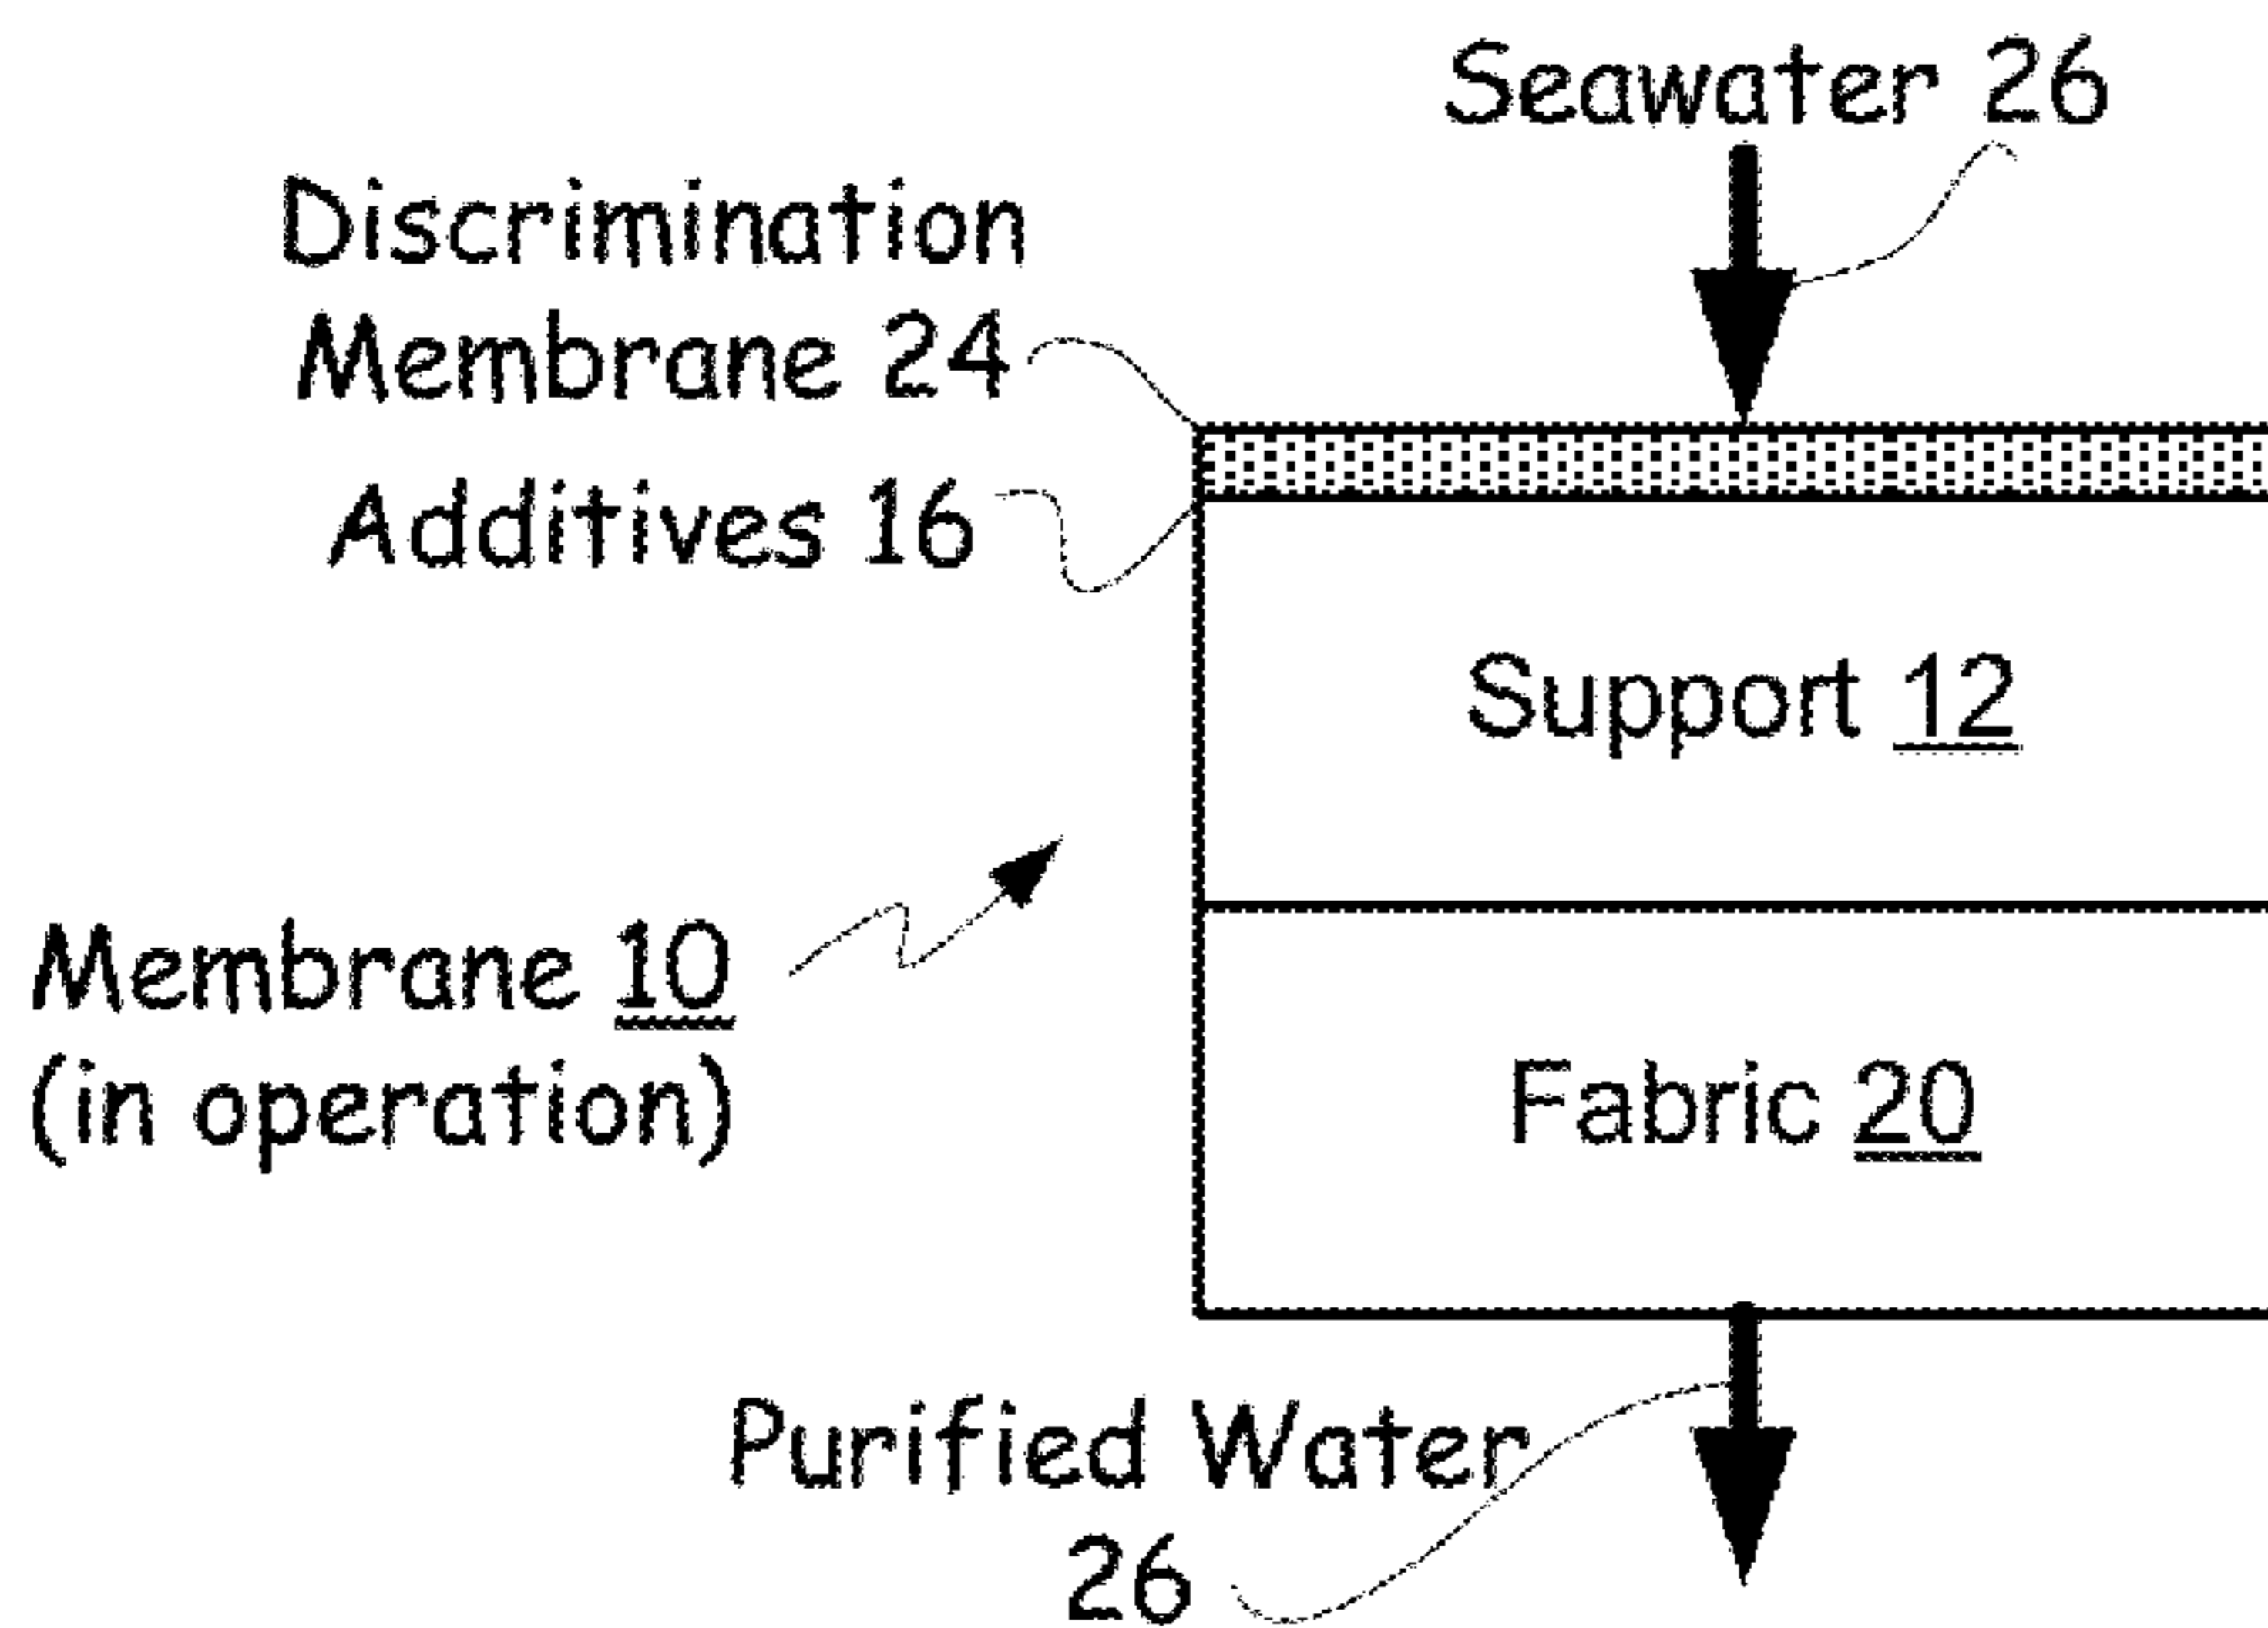 Seawater 26
Discrimination
Membrane 24
Additives 16
Support 12
Membrane 10
(in operation)
Fabric 20
Purified Water
26